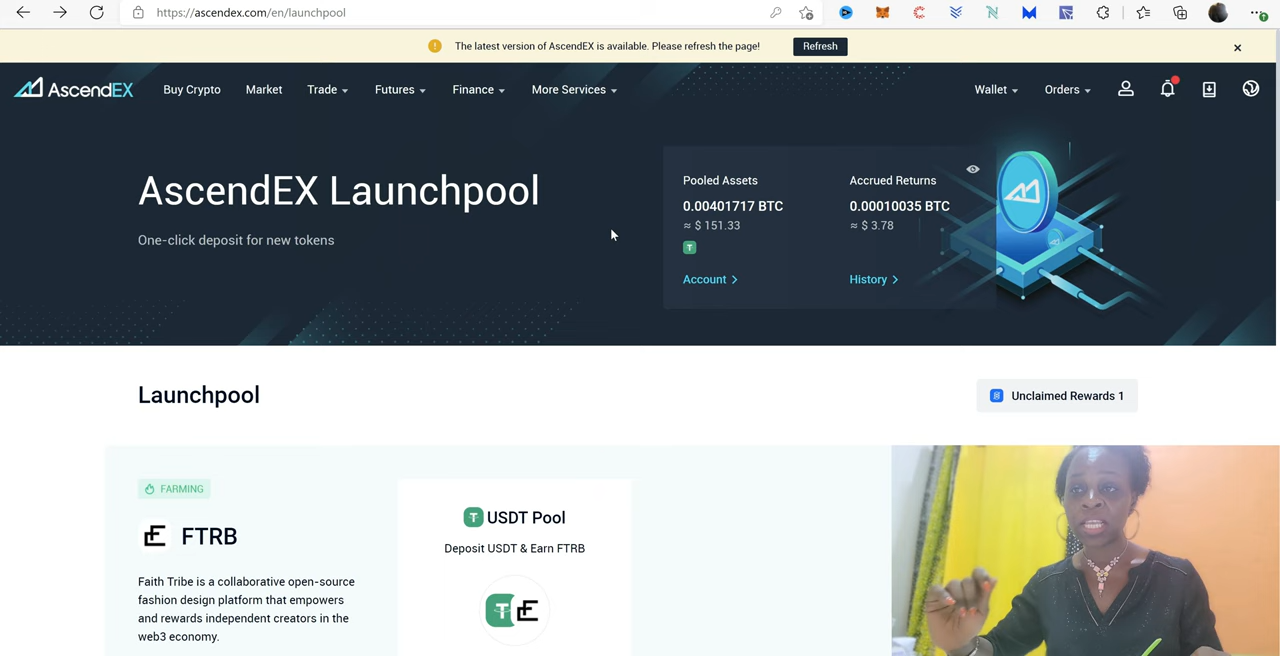 https://ascendex.com/en/launchpool
The latest version of AscendEX is available. Please refresh the page!
Refresh
AscendEX
Buy Crypto
Market
Trade
Futures
Finance
More Services
Wallet
Orders
AscendEX Launchpool
One-click deposit for new tokens
Pooled Assets
0.00401717 BTC
≈ $ 151.33
Account >
Accrued Returns
0.00010035 BTC
≈ $ 3.78
History >
Launchpool
Unclaimed Rewards 1
FARMING
FTRB
Faith Tribe is a collaborative open-source
fashion design platform that empowers
and rewards independent creators in the
web3 economy.
USDT Pool
Deposit USDT & Earn FTRB